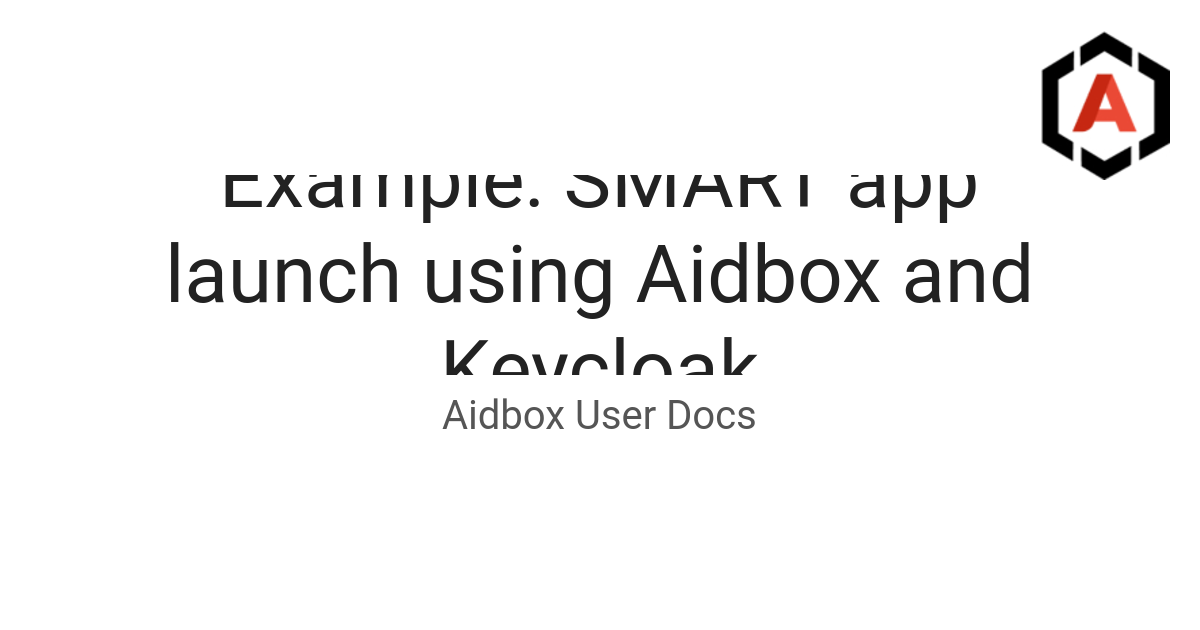 Example: SMART app
launch using Aidbox and
Keycloak
Aidbox User Docs